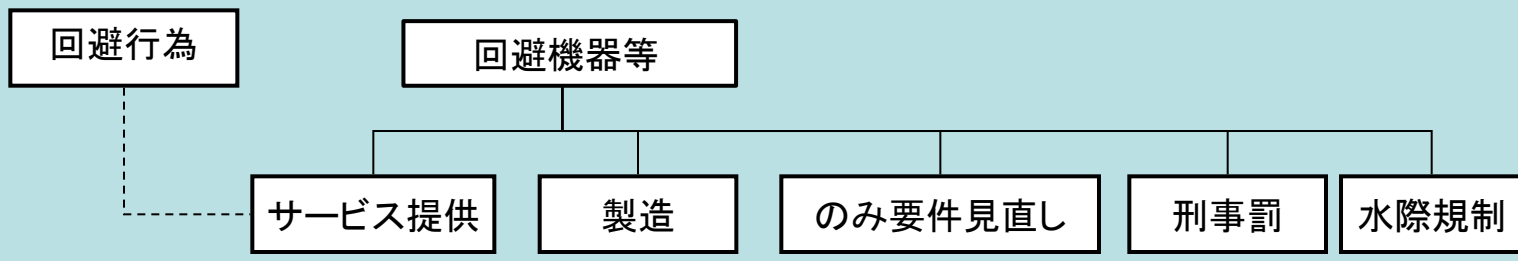 回避行為
回避機器等
サービス提供
製造
のみ要件見直し
刑事罰
水際規制